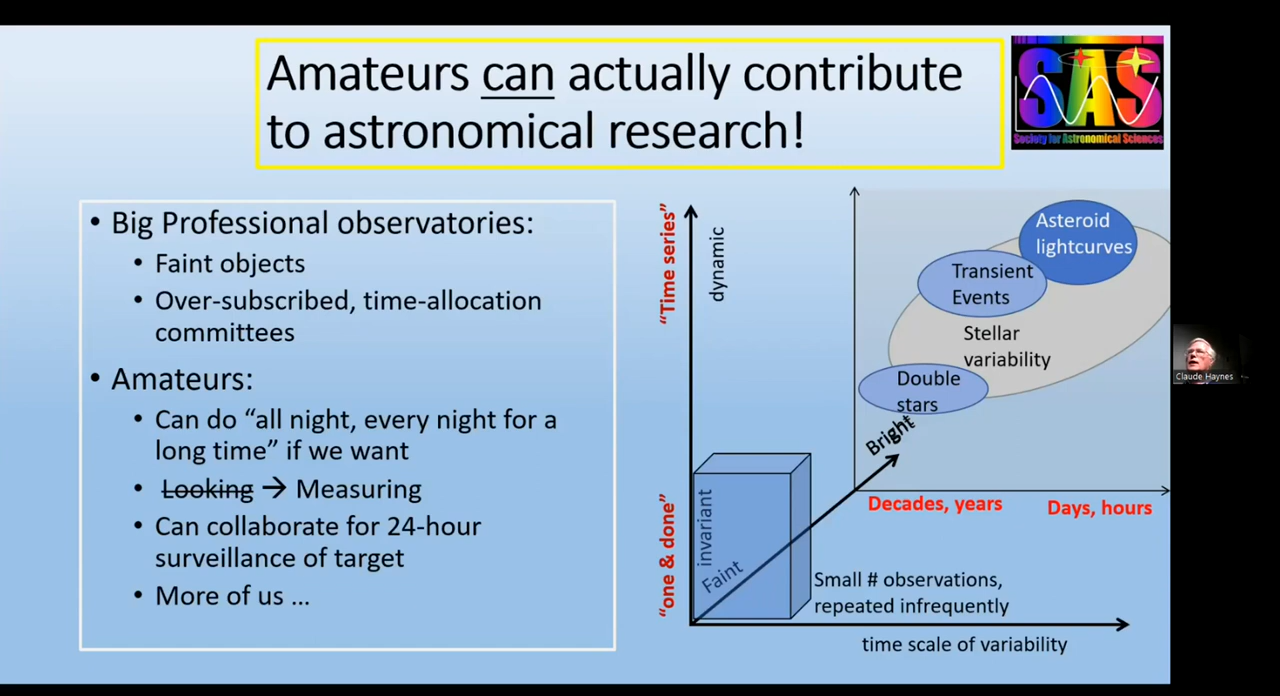 Amateurs can actually contribute
to astronomical research!
SAS
Society for Astronomical Sciences
• Big Professional observatories:
• Faint objects
• Over-subscribed, time-allocation
committees
• Amateurs:
• Can do “all night, every night for a
long time” if we want
• Looking → Measuring
• Can collaborate for 24-hour
surveillance of target
• More of us ...
“Time series”
dynamic
“one & done”
invariant
Faint
Bright
Asteroid
lightcurves
Transient
Events
Stellar
variability
Double
stars
Decades, years
Days, hours
Small # observations,
repeated infrequently
time scale of variability
Claude Haynes